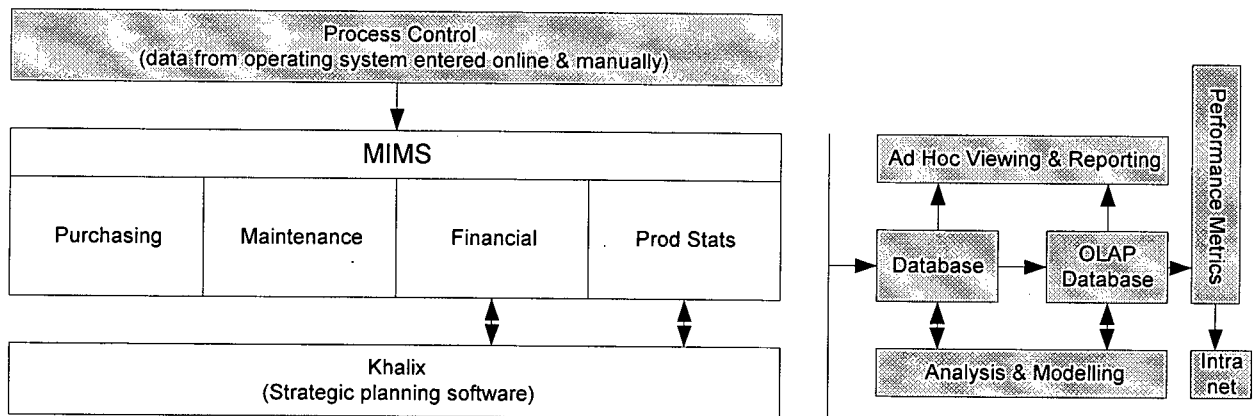 Process Control
(data from operating system entered online & manually)
MIMS
Purchasing
Maintenance
Financial
Prod Stats
Khalix
(Strategic planning software)
Ad Hoc Viewing & Reporting
Database
OLAP
Database
Analysis & Modelling
Performance Metrics
Intra
net